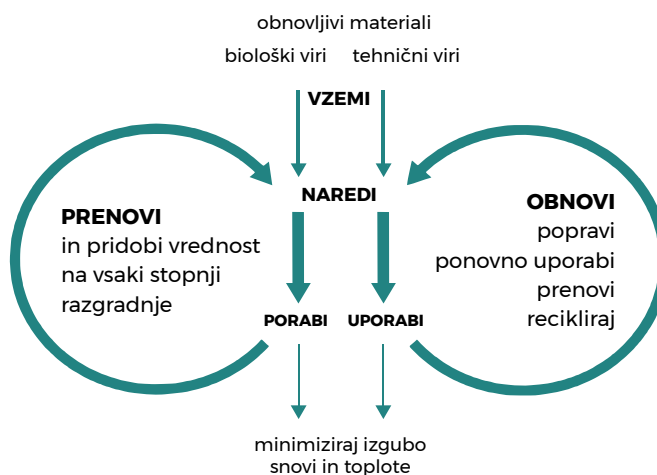 obnovljivi materiali
biološki viri tehnični viri
VZEMI
NAREDI
PRENOVI
in pridobi vrednost
na vsaki stopnji
razgradnje
OBNOVI
popravi
ponovno uporabi
prenovi
recikliraj
PORABI UPORABI
minimiziraj izgubo
snovi in toplote